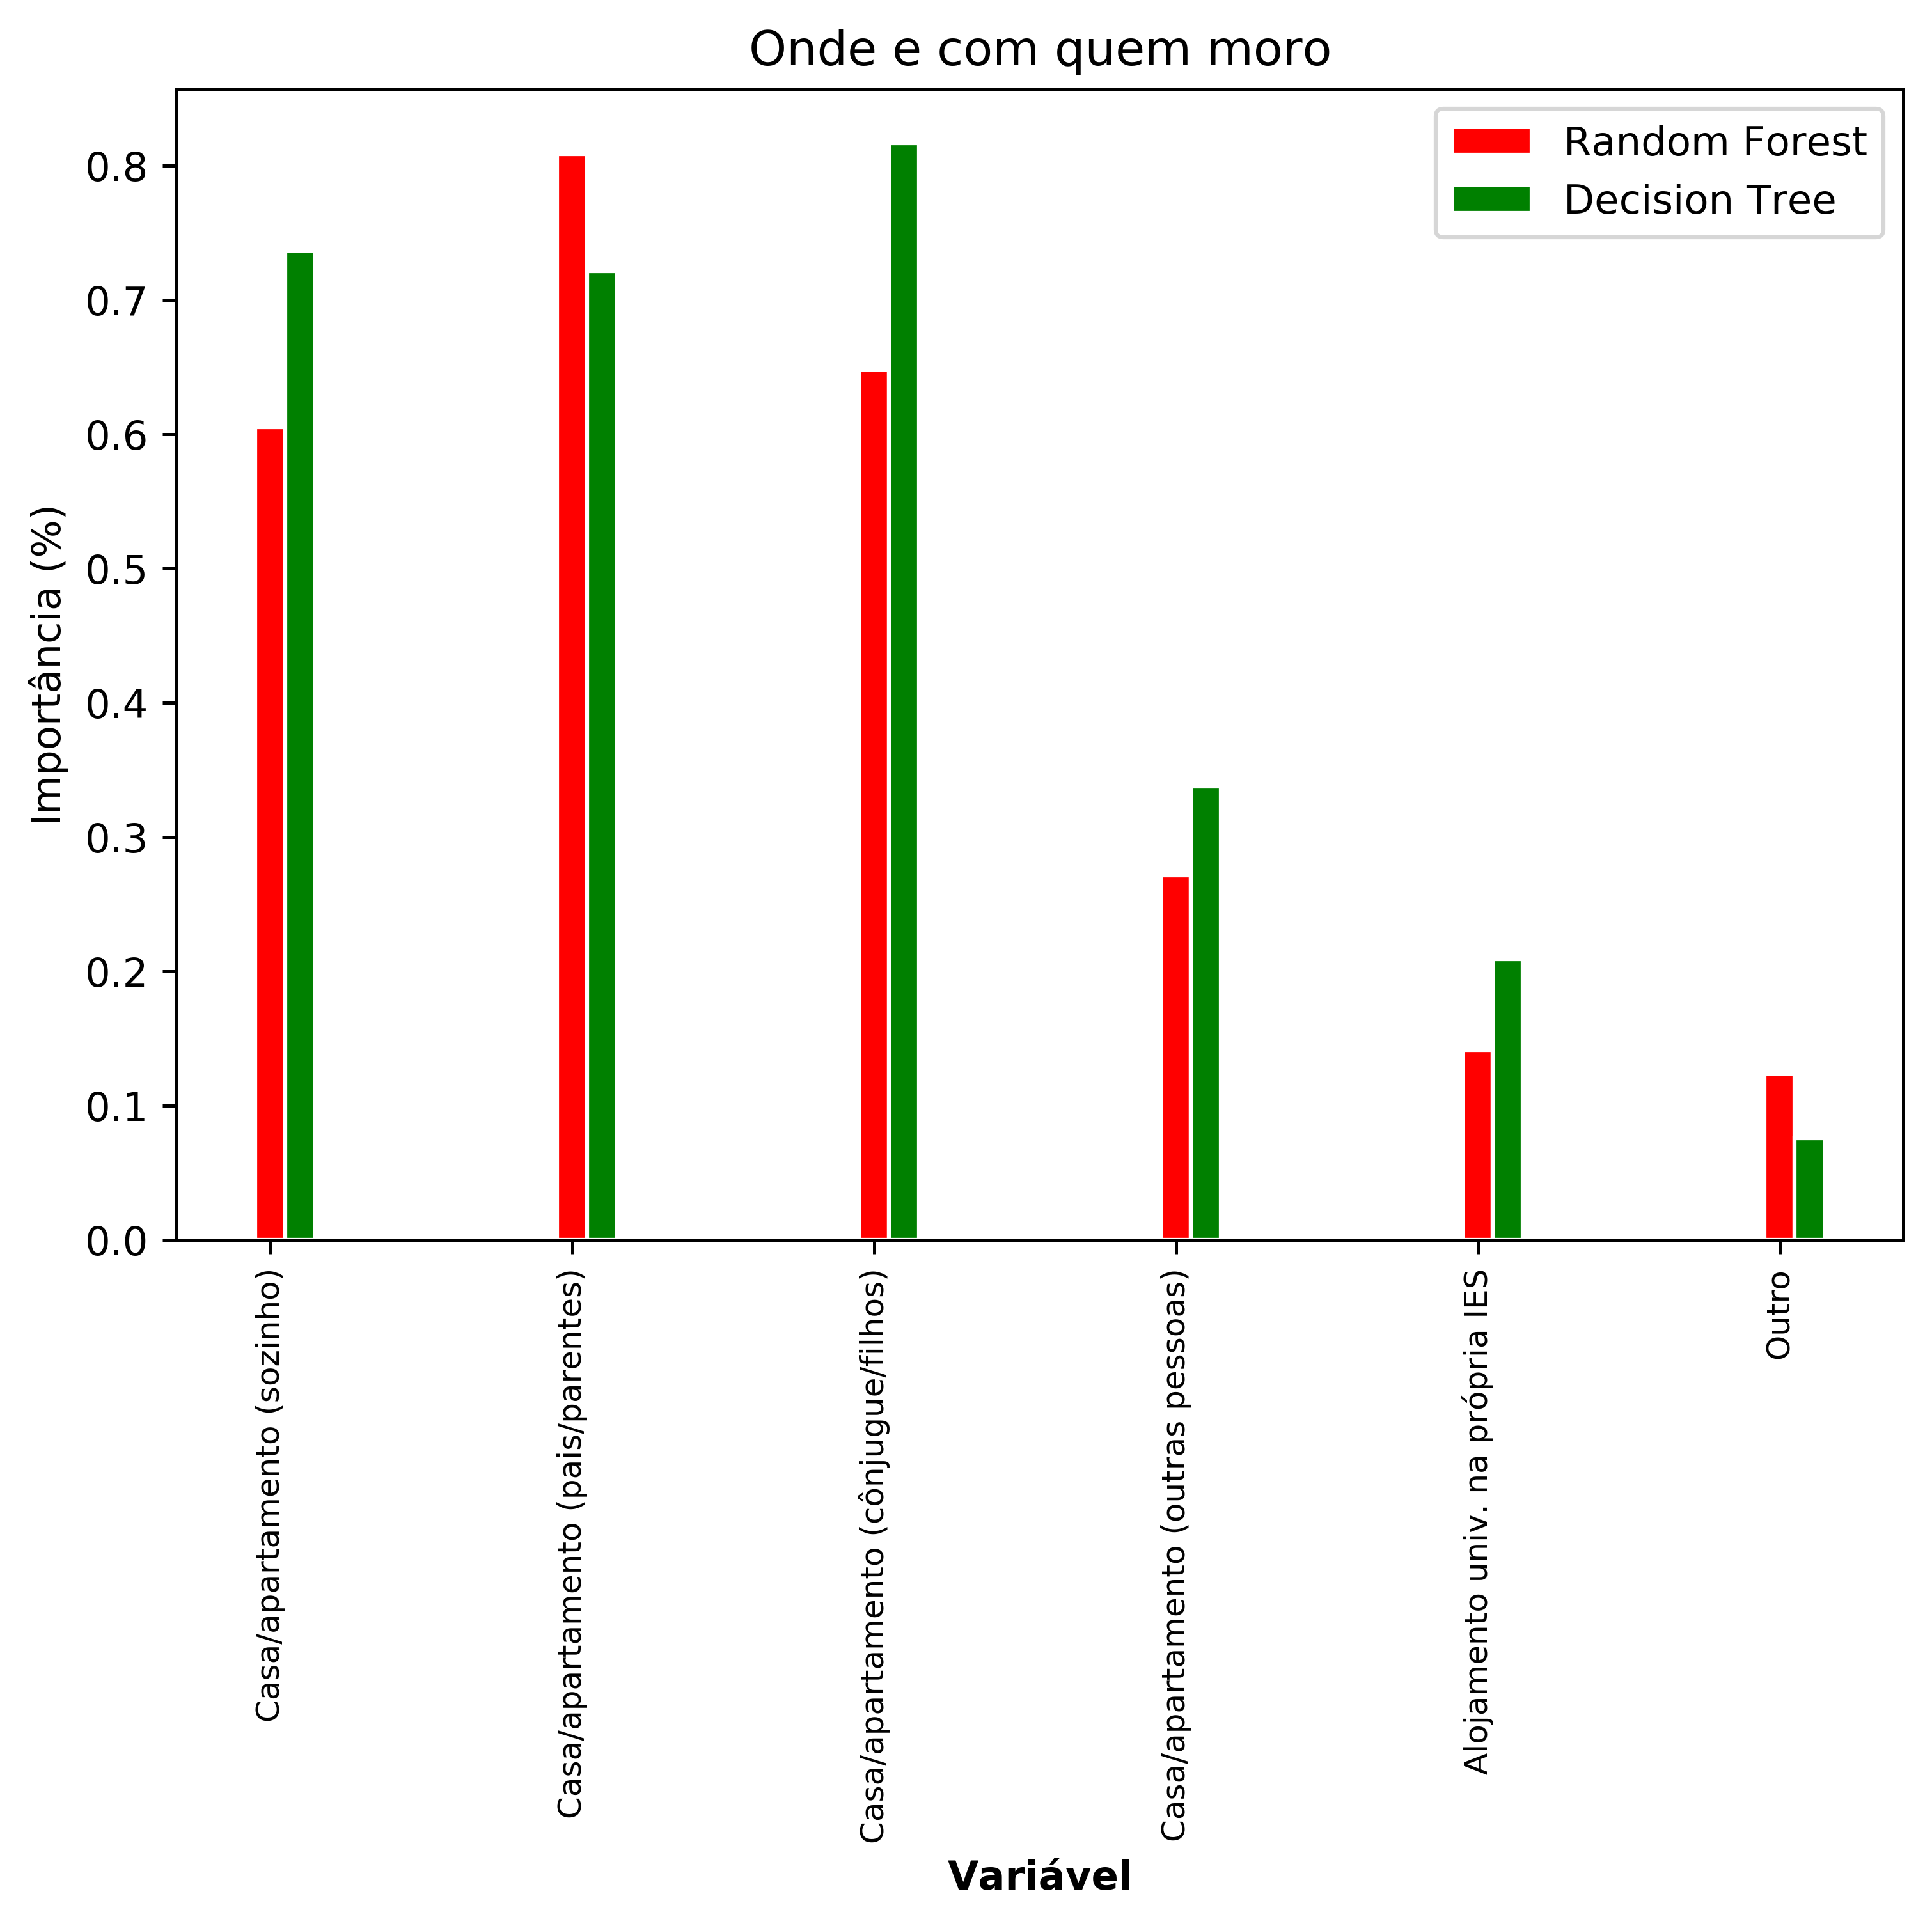 Onde e com quem moro
Random Forest
Decision Tree
Importância (%)
0.8
0.7
0.6
0.5
0.4
0.3
0.2
0.1
0.0
Casa/apartamento (sozinho)
Casa/apartamento (pais/parentes)
Casa/apartamento (cônjugue/filhos)
Casa/apartamento (outras pessoas)
Alojamento univ. na própria IES
Outro
Variável